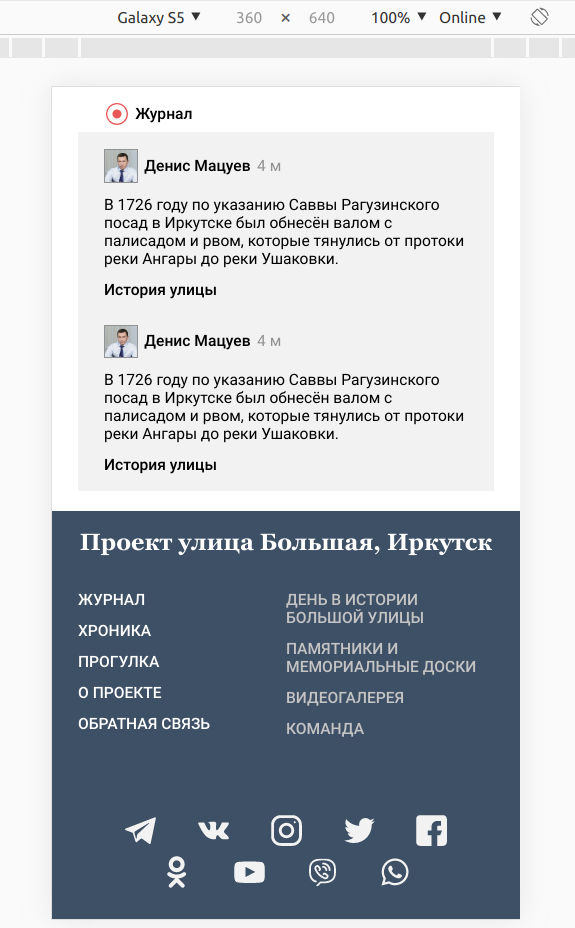 Galaxy S5 ▼ 360 × 640 100% ▼ Online ▼
Журнал
Денис Мацуев 4 м
В 1726 году по указанию Саввы Рагузинского
посад в Иркутске был обнесён валом с
палисадом и рвом, которые тянулись от протоки
реки Ангары до реки Ушаковки.
История улицы
Денис Мацуев 4 м
В 1726 году по указанию Саввы Рагузинского
посад в Иркутске был обнесён валом с
палисадом и рвом, которые тянулись от протоки
реки Ангары до реки Ушаковки.
История улицы
Проект улица Большая, Иркутск
ЖУРНАЛ
ХРОНИКА
ПРОГУЛКА
О ПРОЕКТЕ
ОБРАТНАЯ СВЯЗЬ
ДЕНЬ В ИСТОРИИ
БОЛЬШОЙ УЛИЦЫ
ПАМЯТНИКИ И
МЕМОРИАЛЬНЫЕ ДОСКИ
ВИДЕОГАЛЕРЕЯ
КОМАНДА